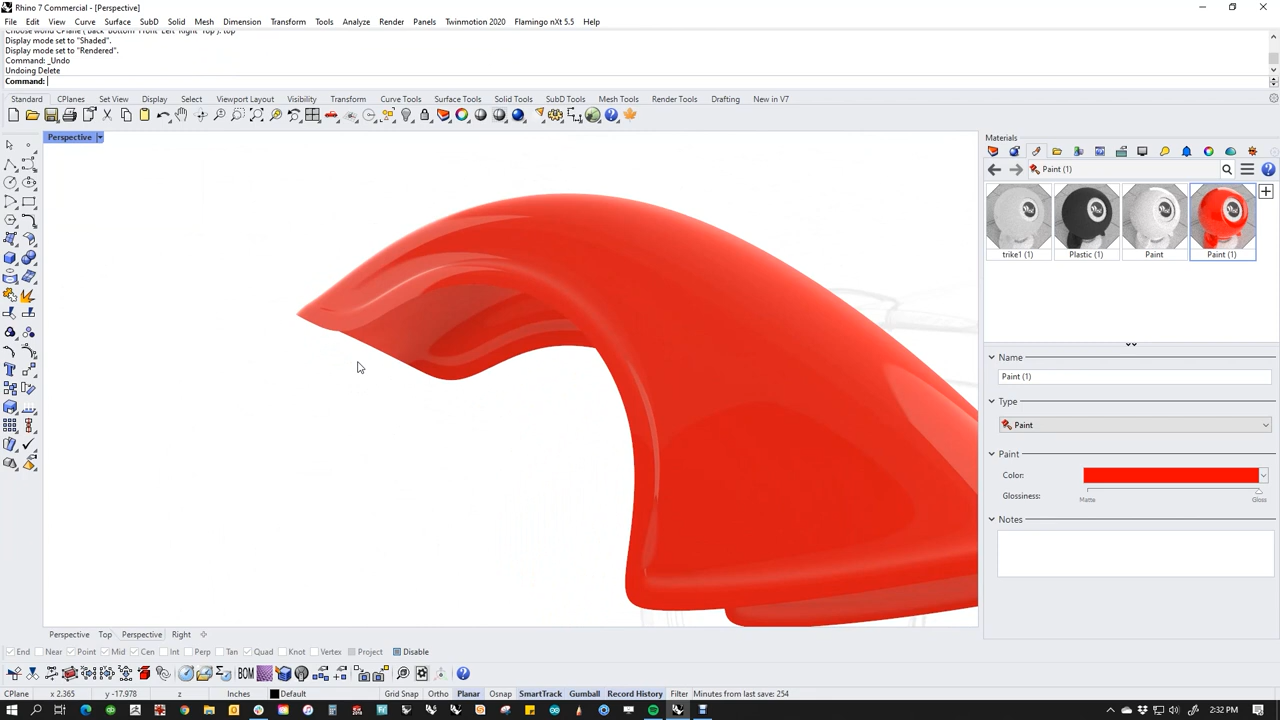 Rhino 7 Commercial - [Perspective]
File Edit View Curve Surface SubD Solid Mesh Dimension Transform Tools Analyze Render Panels Twinmotion 2020 Flamingo nXt 5.5 Help
Display mode set to "Shaded".
Display mode set to "Rendered".
Command: _Undo
Undoing Delete
Command:
Standard CPlanes Set View Display Select Viewport Layout Visibility Transform Curve Tools Surface Tools Solid Tools SubD Tools Mesh Tools Render Tools Drafting New in V7
Perspective
Materials
Paint (1)
trike1 (1) Plastic (1) Paint Paint (1)
Name
Paint (1)
Type
Paint
Paint
Color:
Glossiness:
Matte Gloss
Notes
Perspective Top Perspective Right
End Near Point Mid Cen Int Perp Tan Quad Knot Vertex Project Disable
BOM
CPlane x 2.365 y -17.978 z Inches Default Grid Snap Ortho Planar Osnap SmartTrack Gumball Record History Filter Minutes from last save: 254
2:32 PM